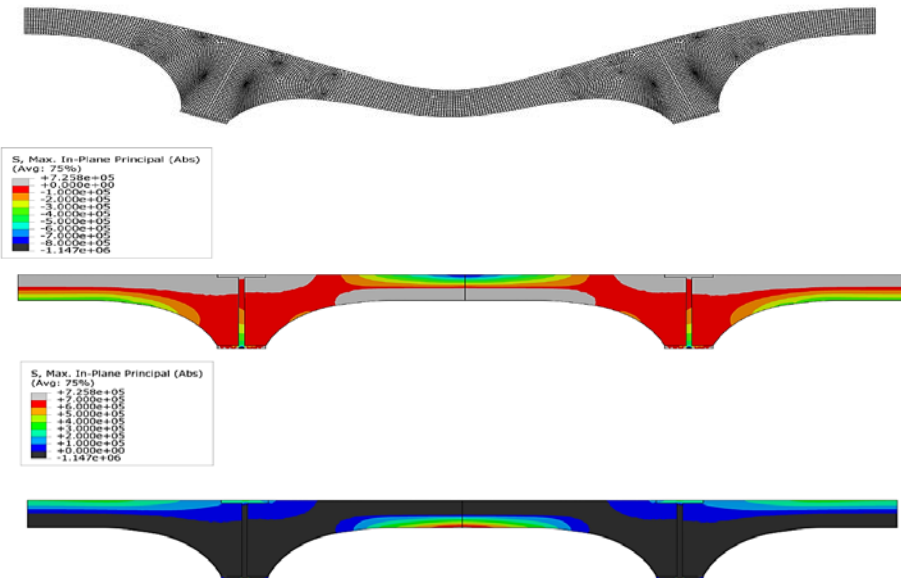 S, Max. In-Plane Principal (Abs)
(Avg: 75%)
+7.258e+05
+0.000e+00
-1.000e+05
-2.000e+05
-3.000e+05
-4.000e+05
-5.000e+05
-6.000e+05
-7.000e+05
-8.000e+05
-1.147e+06
S, Max. In-Plane Principal (Abs)
(Avg: 75%)
+7.258e+05
+7.000e+05
+6.000e+05
+5.000e+05
+4.000e+05
+3.000e+05
+2.000e+05
+1.000e+05
+0.000e+00
-1.147e+06